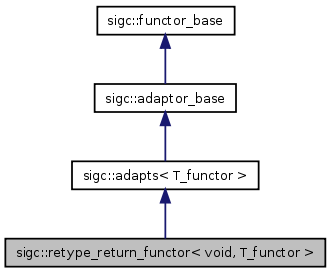 sigc::functor_base
sigc::adaptor_base
sigc::adapts< T_functor >
sigc::retype_return_functor< void, T_functor >